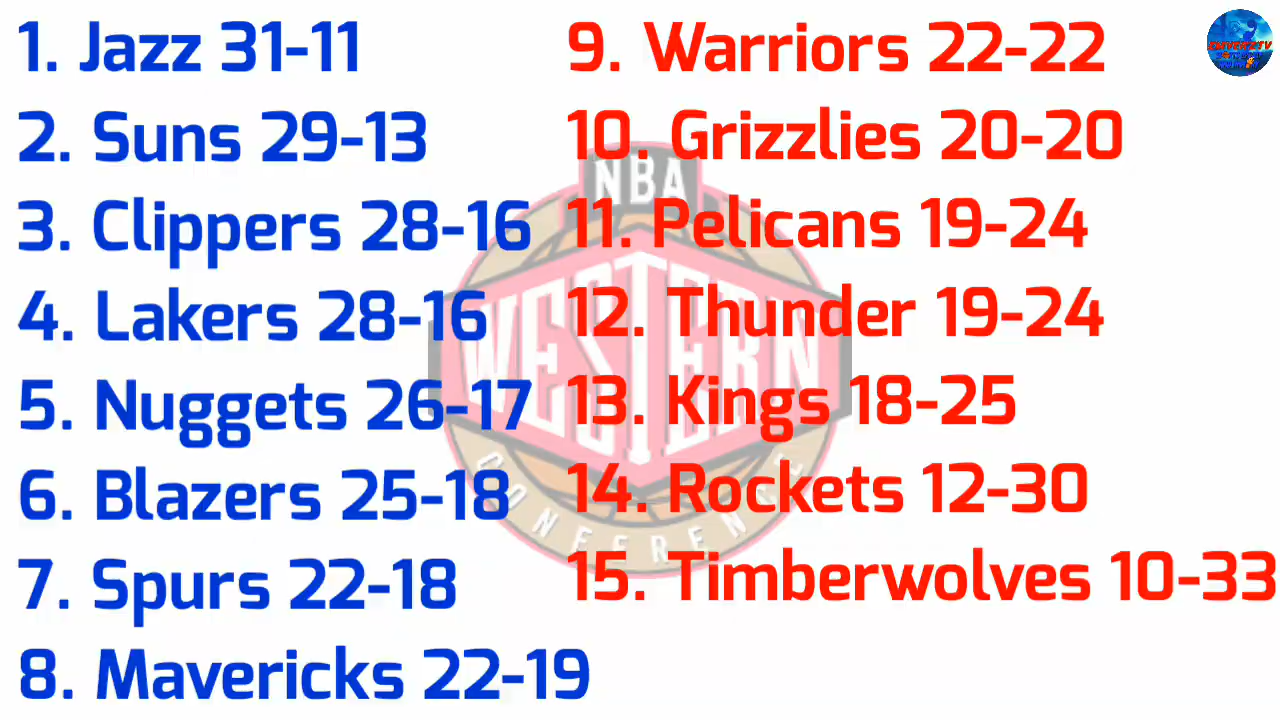 1. Jazz 31-11
2. Suns 29-13
3. Clippers 28-16
4. Lakers 28-16
5. Nuggets 26-17
6. Blazers 25-18
7. Spurs 22-18
8. Mavericks 22-19
9. Warriors 22-22
10. Grizzlies 20-20
11. Pelicans 19-24
12. Thunder 19-24
13. Kings 18-25
14. Rockets 12-30
15. Timberwolves 10-33
NBA
WESTERN
CONFERENCE